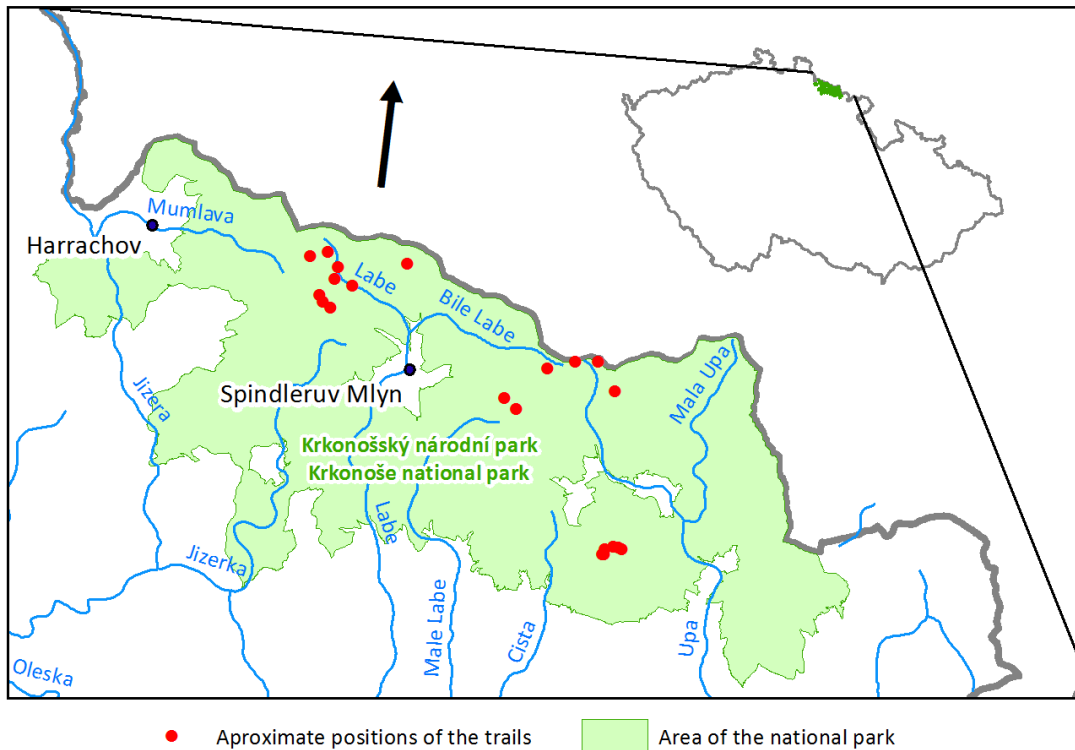 Mumlava
Harrachov
Labe
Bile Labe
Mala Upa
Jizera
Spindleruv Mlyn
Krkonošský národní park
Krkonoše national park
Labe
Jizerka
Male Labe
Cista
Upa
Oleska
Aproximate positions of the trails
Area of the national park